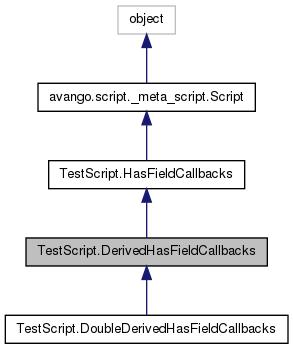 object
avango.script._meta_script.Script
TestScript.HasFieldCallbacks
TestScript.DerivedHasFieldCallbacks
TestScript.DoubleDerivedHasFieldCallbacks